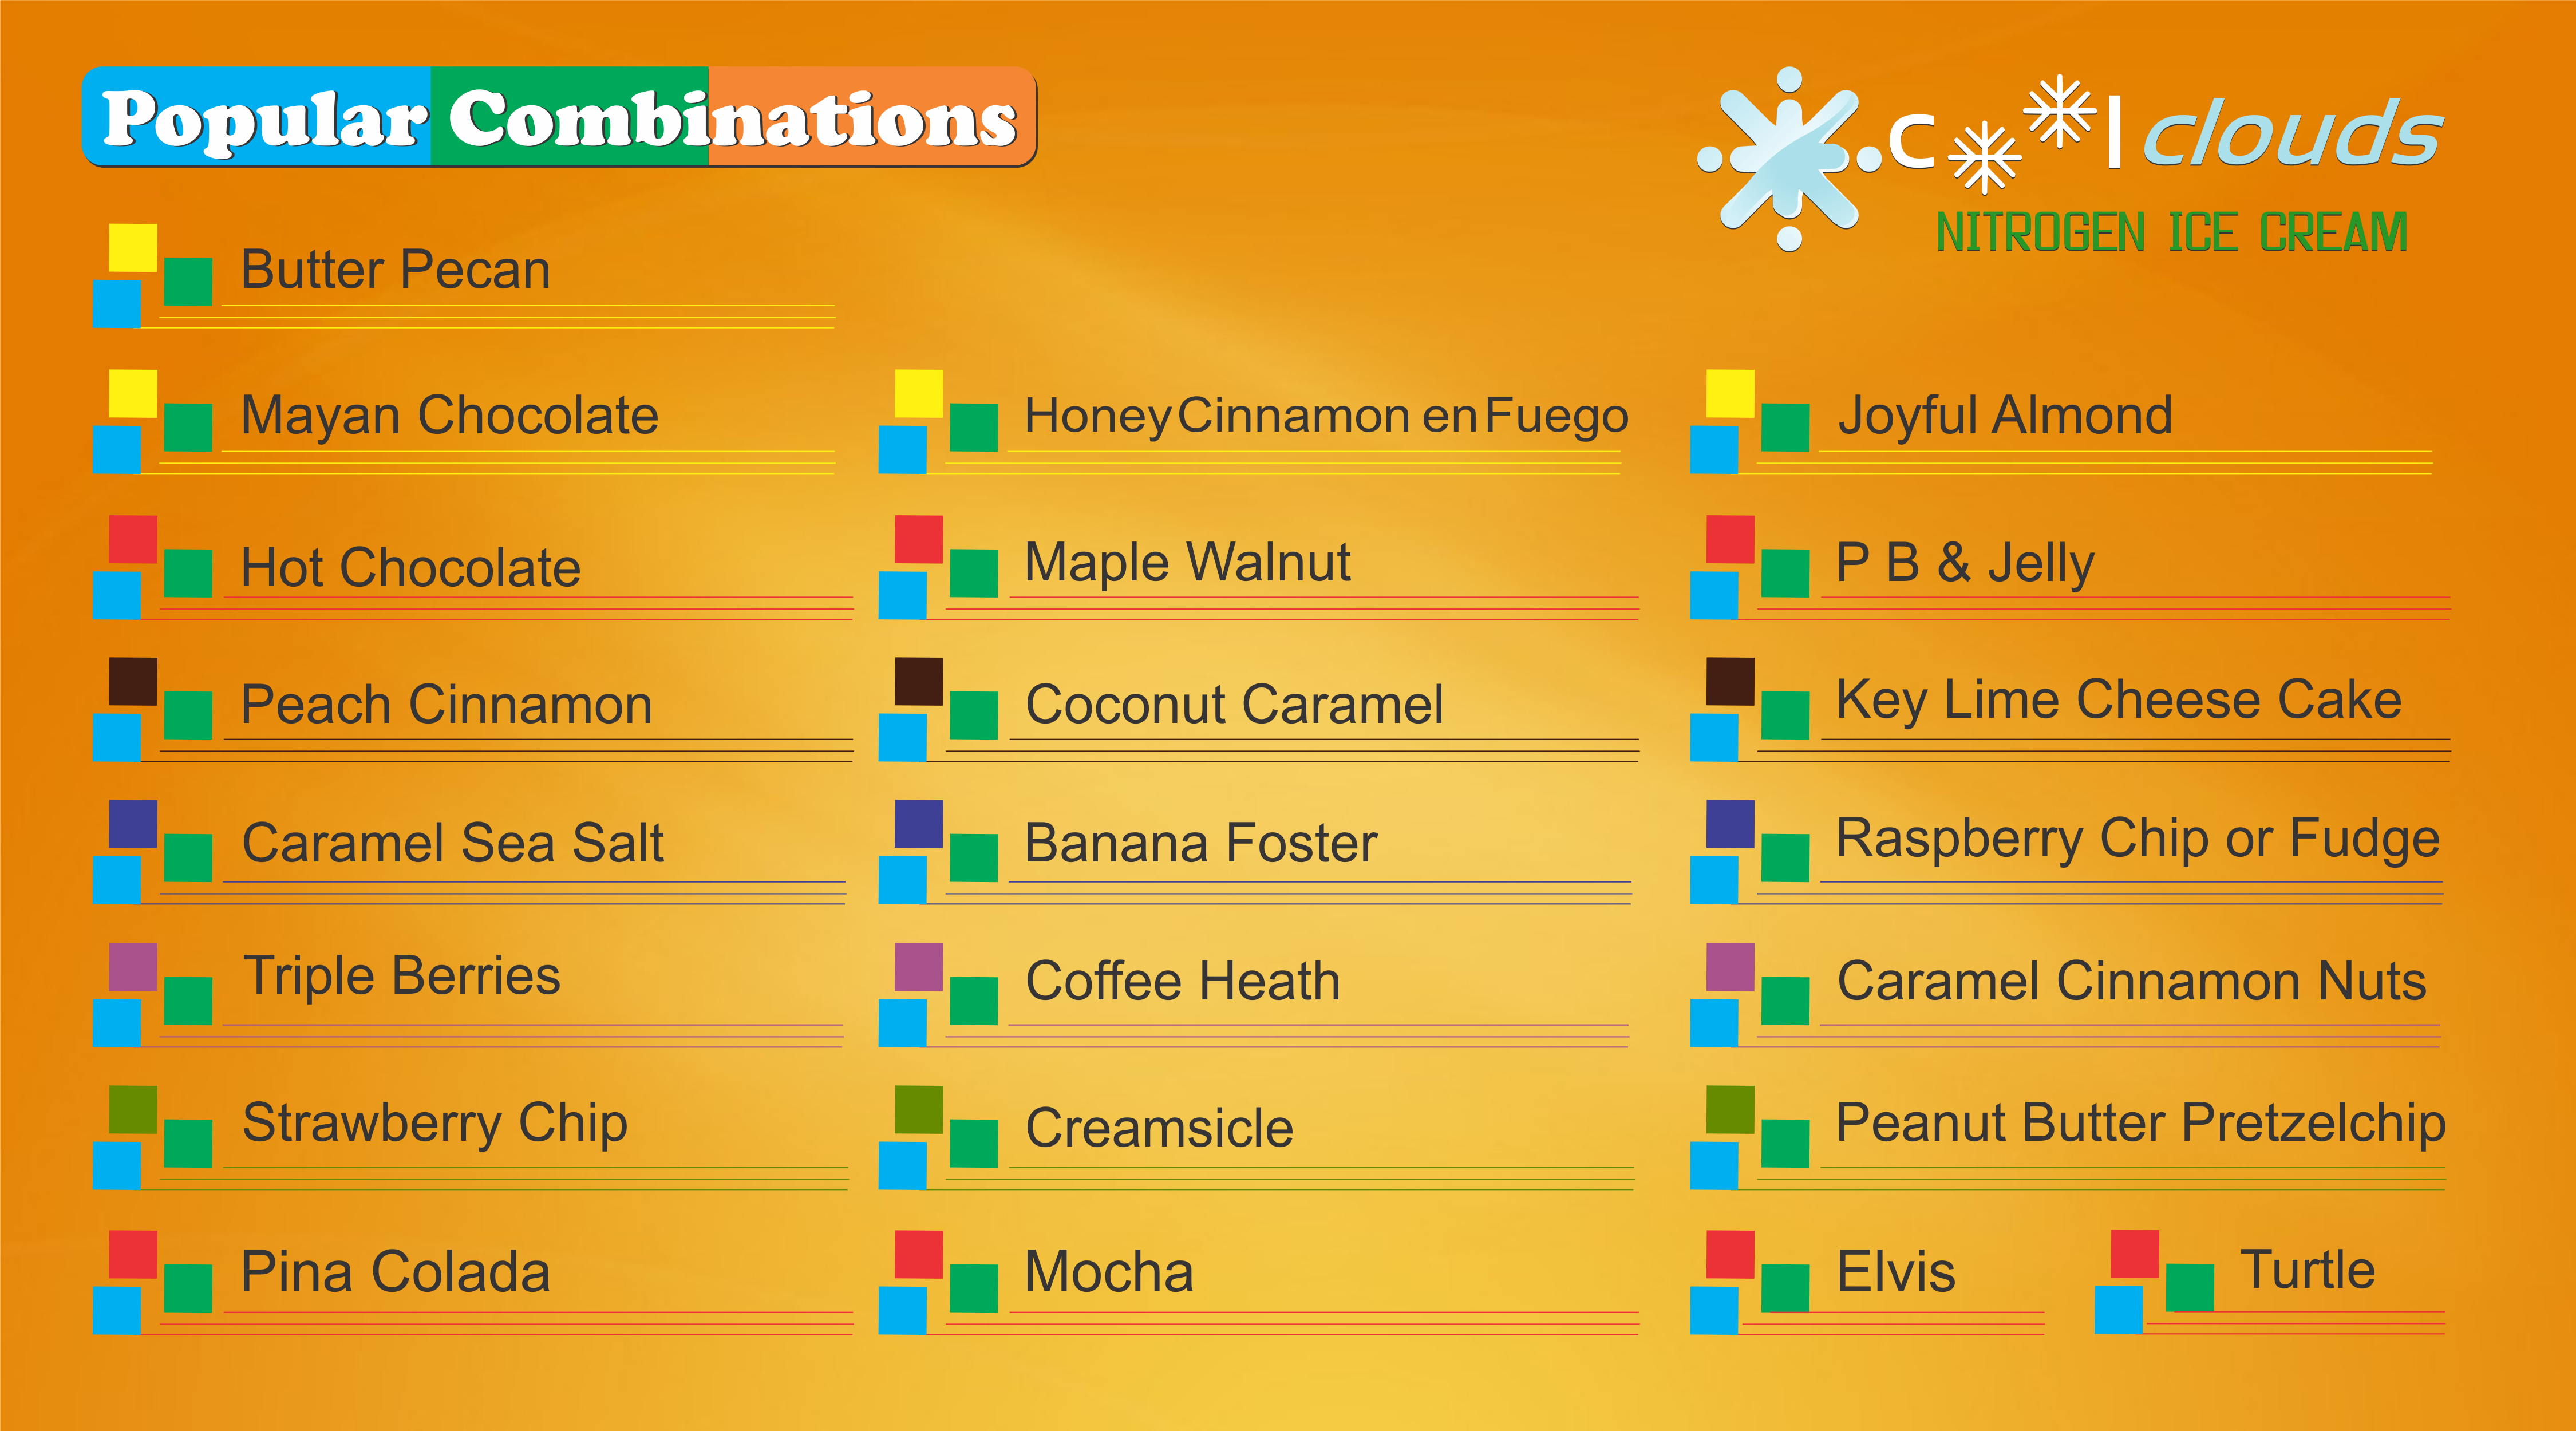 Popular Combinations
cool clouds
NITROGEN ICE CREAM
Butter Pecan
Mayan Chocolate
Honey Cinnamon en Fuego
Joyful Almond
Hot Chocolate
Maple Walnut
P B & Jelly
Peach Cinnamon
Coconut Caramel
Key Lime Cheese Cake
Caramel Sea Salt
Banana Foster
Raspberry Chip or Fudge
Triple Berries
Coffee Heath
Caramel Cinnamon Nuts
Strawberry Chip
Creamsicle
Peanut Butter Pretzelchip
Pina Colada
Mocha
Elvis
Turtle